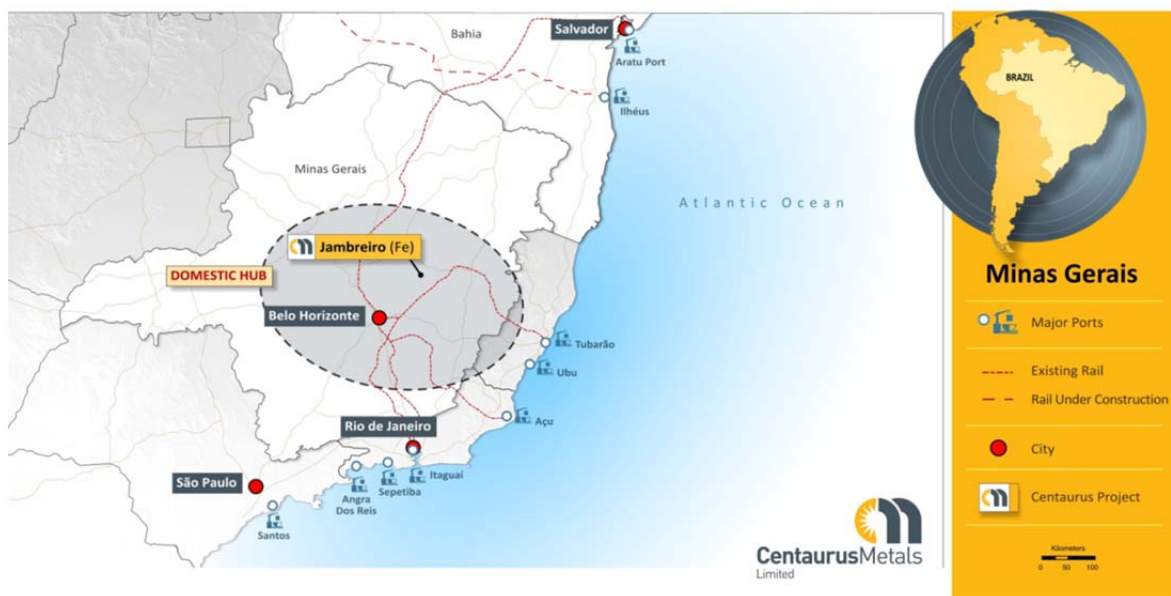 Salvador
Bahia
Aratu Port
Ilhéus
Minas Gerais
Atlantic Ocean
Jambreiro (Fe)
DOMESTIC HUB
Belo Horizonte
Tubarão
Ubu
Açu
Rio de Janeiro
São Paulo
Itaguaí
Sepetiba
Angra
Dos Reis
Santos
CentaurusMetals
Limited
BRAZIL
Minas Gerais
Major Ports
Existing Rail
Rail Under Construction
City
Centaurus Project
Kilometers
0 50 100